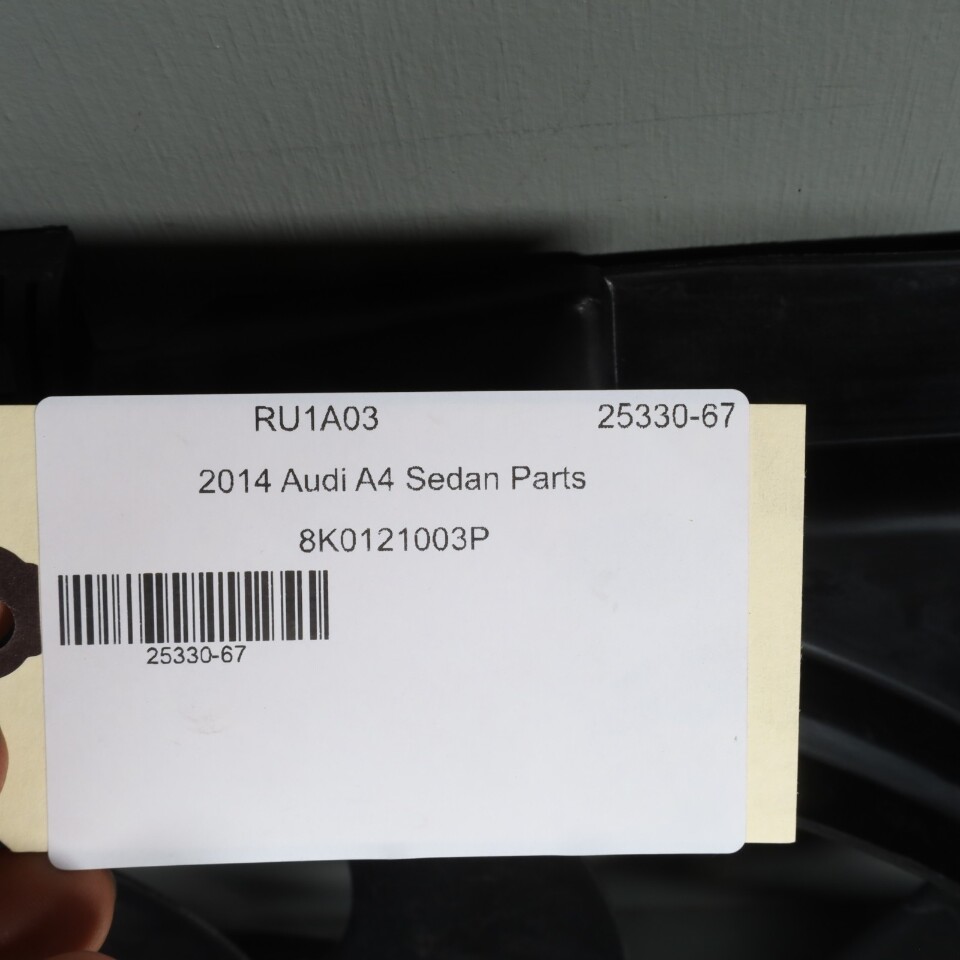 RU1A03 25330-67
2014 Audi A4 Sedan Parts
8K0121003P
25330-67